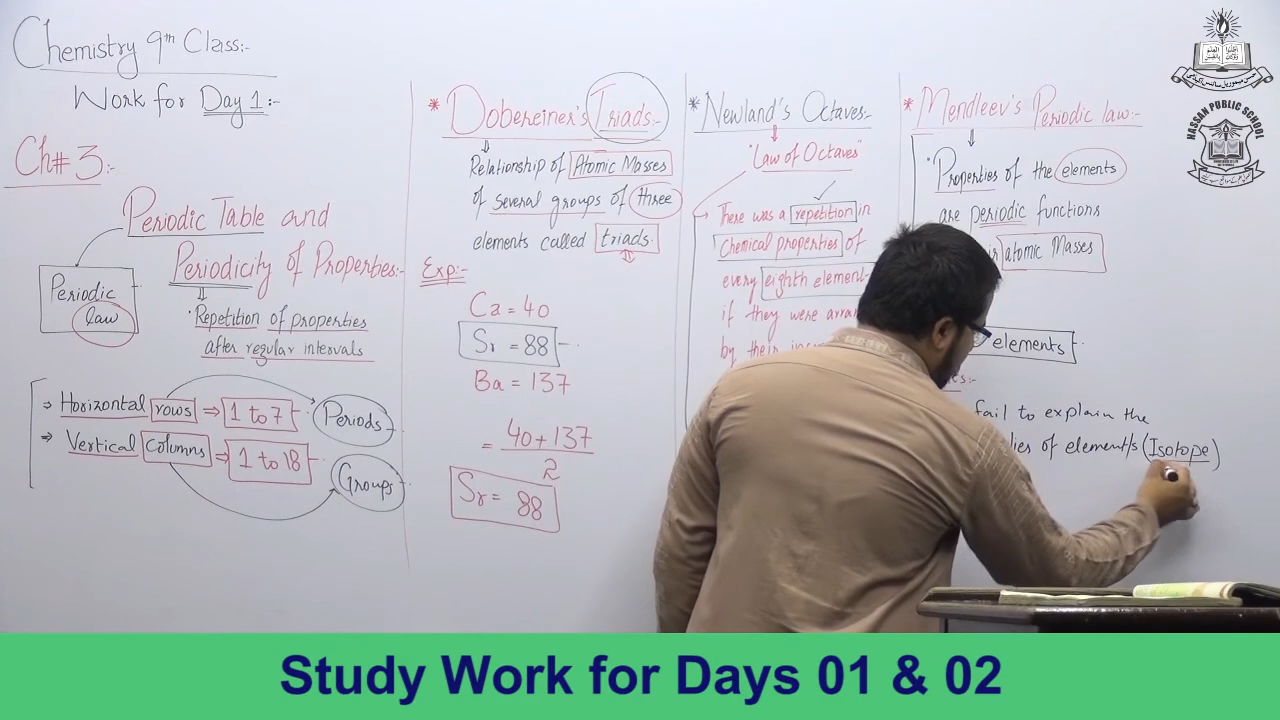 Chemistry 9th Class:-
Work for Day 1:-
Ch# 3:-
Periodic Table and
Periodicity of Properties:-
Periodic
law
· Repetition of properties
after regular intervals
⇒ Horizontal rows ⇒ 1 to 7
Periods
⇒ Vertical Columns ⇒ 1 to 18
Groups
* Dobereiner's Triads:-
Relationship of Atomic Masses
of several groups of three
elements called triads.
Exp:-
Ca = 40
Sr = 88
Ba = 137
= 40+137
2
Sr = 88
* Newland's Octaves:-
"Law of Octaves"
There was a repetition in
Chemical properties of
every eighth element
if they were
by their
* Mendleev's Periodic law:-
"Properties of the elements
are periodic functions
atomic Masses
elements
fail to explain the
of element/s (Isotope)
HASSAN PUBLIC SCHOOL
Study Work for Days 01 & 02